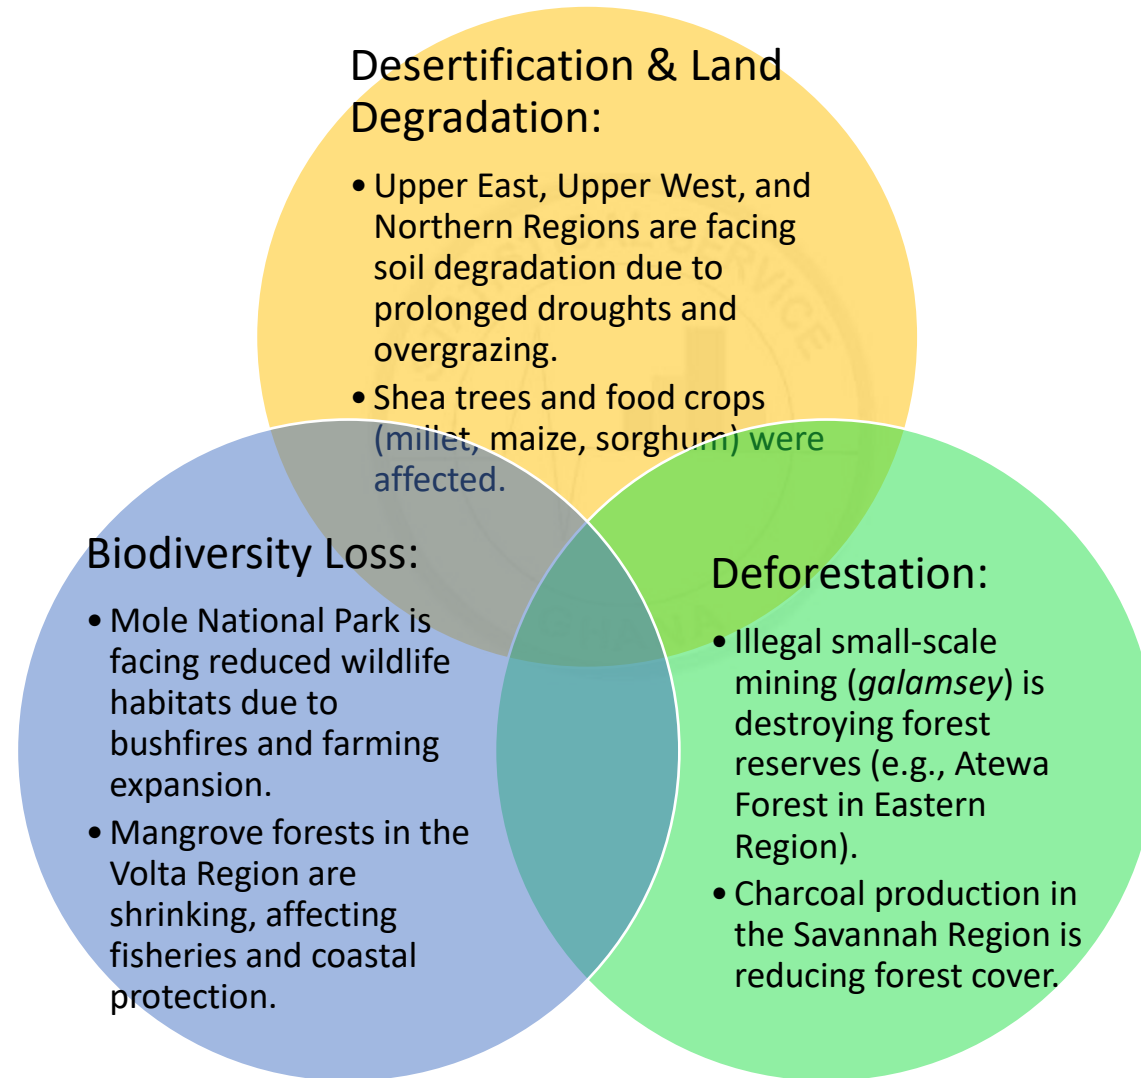 Desertification & Land
Degradation:
• Upper East, Upper West, and
Northern Regions are facing
soil degradation due to
prolonged droughts and
overgrazing.
• Shea trees and food crops
(millet, maize, sorghum) were
affected.
Biodiversity Loss:
• Mole National Park is
facing reduced wildlife
habitats due to
bushfires and farming
expansion.
• Mangrove forests in the
Volta Region are
shrinking, affecting
fisheries and coastal
protection.
Deforestation:
• Illegal small-scale
mining (galamsey) is
destroying forest
reserves (e.g., Atewa
Forest in Eastern
Region).
• Charcoal production in
the Savannah Region is
reducing forest cover.
SERVICE
GHANA